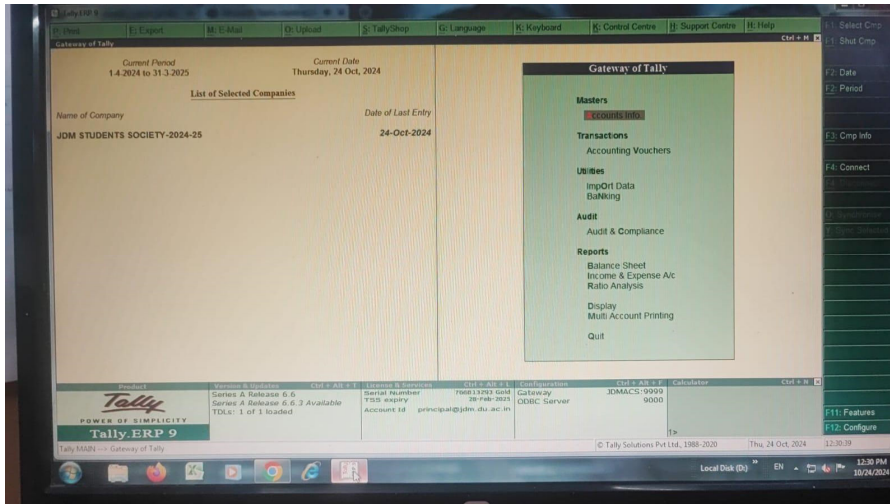 Tally.ERP 9
P: Print E: Export M: E-Mail O: Upload S: TallyShop G: Language K: Keyboard K: Control Centre H: Support Centre H: Help
Gateway of Tally Ctrl + M
F1: Select Cmp
F1: Shut Cmp
F2: Date
F2: Period
F3: Cmp Info
F4: Connect
F11: Features
F12: Configure
Current Period
1-4-2024 to 31-3-2025
Current Date
Thursday, 24 Oct, 2024
List of Selected Companies
Name of Company
Date of Last Entry
JDM STUDENTS SOCIETY-2024-25
24-Oct-2024
Gateway of Tally
Masters
Accounts Info.
Transactions
Accounting Vouchers
Utilities
ImpOrt Data
BaNking
Audit
Audit & Compliance
Reports
Balance Sheet
Income & Expense A/c
Ratio Analysis
Display
Multi Account Printing
Quit
Product
Tally
POWER OF SIMPLICITY
Tally.ERP 9
Version & Updates Ctrl + Alt + T
Series A Release 6.6
Series A Release 6.6.3 Available
TDLs: 1 of 1 loaded
License & Services Ctrl + Alt + L
Serial Number Gold
TSS expiry 28-Feb-2025
Account Id principal@jdm.du.ac.in
Configuration Ctrl + Alt + F
Gateway JDMACS:9999
ODBC Server 9000
Calculator Ctrl + N
1>
Tally MAIN --> Gateway of Tally
© Tally Solutions Pvt Ltd., 1988-2020
Thu, 24 Oct, 2024
12:30:39
Local Disk (D:)
EN
12:30 PM
10/24/2024